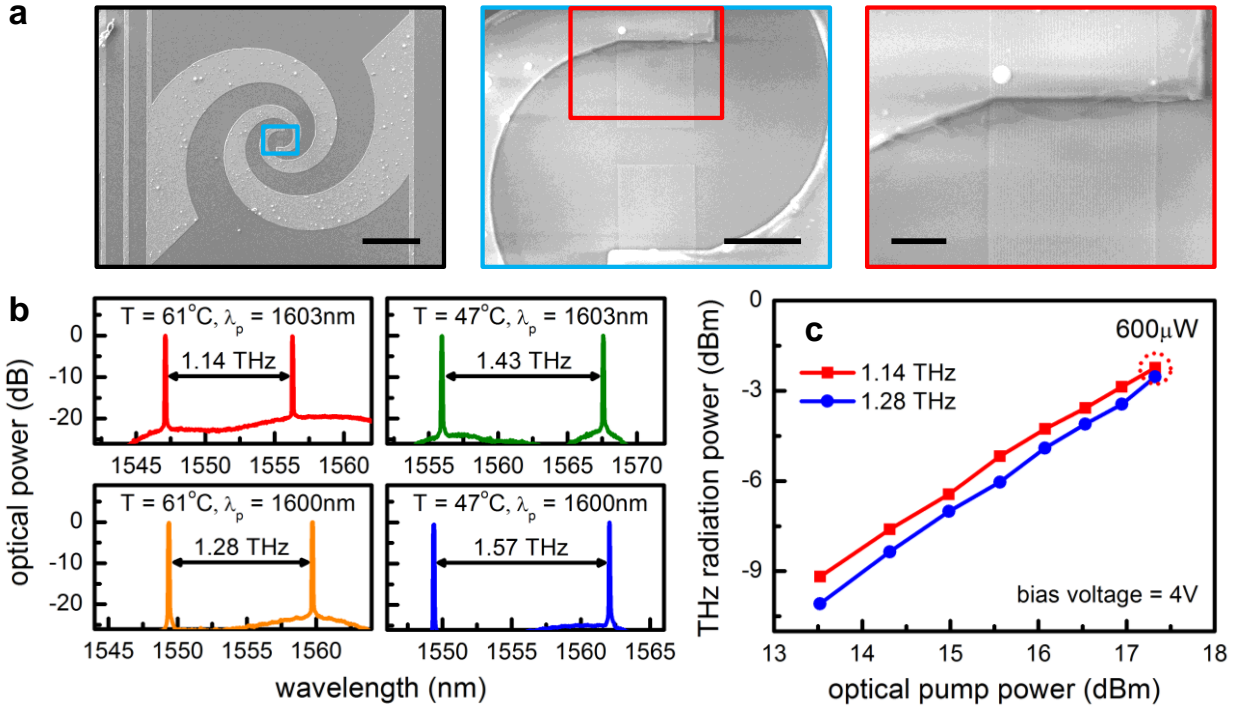 a
b
optical power (dB)
0
-10
-20
T = 61°C, λp = 1603nm
1.14 THz
1545 1550 1555 1560
T = 47°C, λp = 1603nm
1.43 THz
1555 1560 1565 1570
0
-10
-20
T = 61°C, λp = 1600nm
1.28 THz
1545 1550 1555 1560
T = 47°C, λp = 1600nm
1.57 THz
1550 1555 1560 1565
wavelength (nm)
c
THz radiation power (dBm)
0
-3
-6
-9
600μW
1.14 THz
1.28 THz
bias voltage = 4V
13 14 15 16 17 18
optical pump power (dBm)